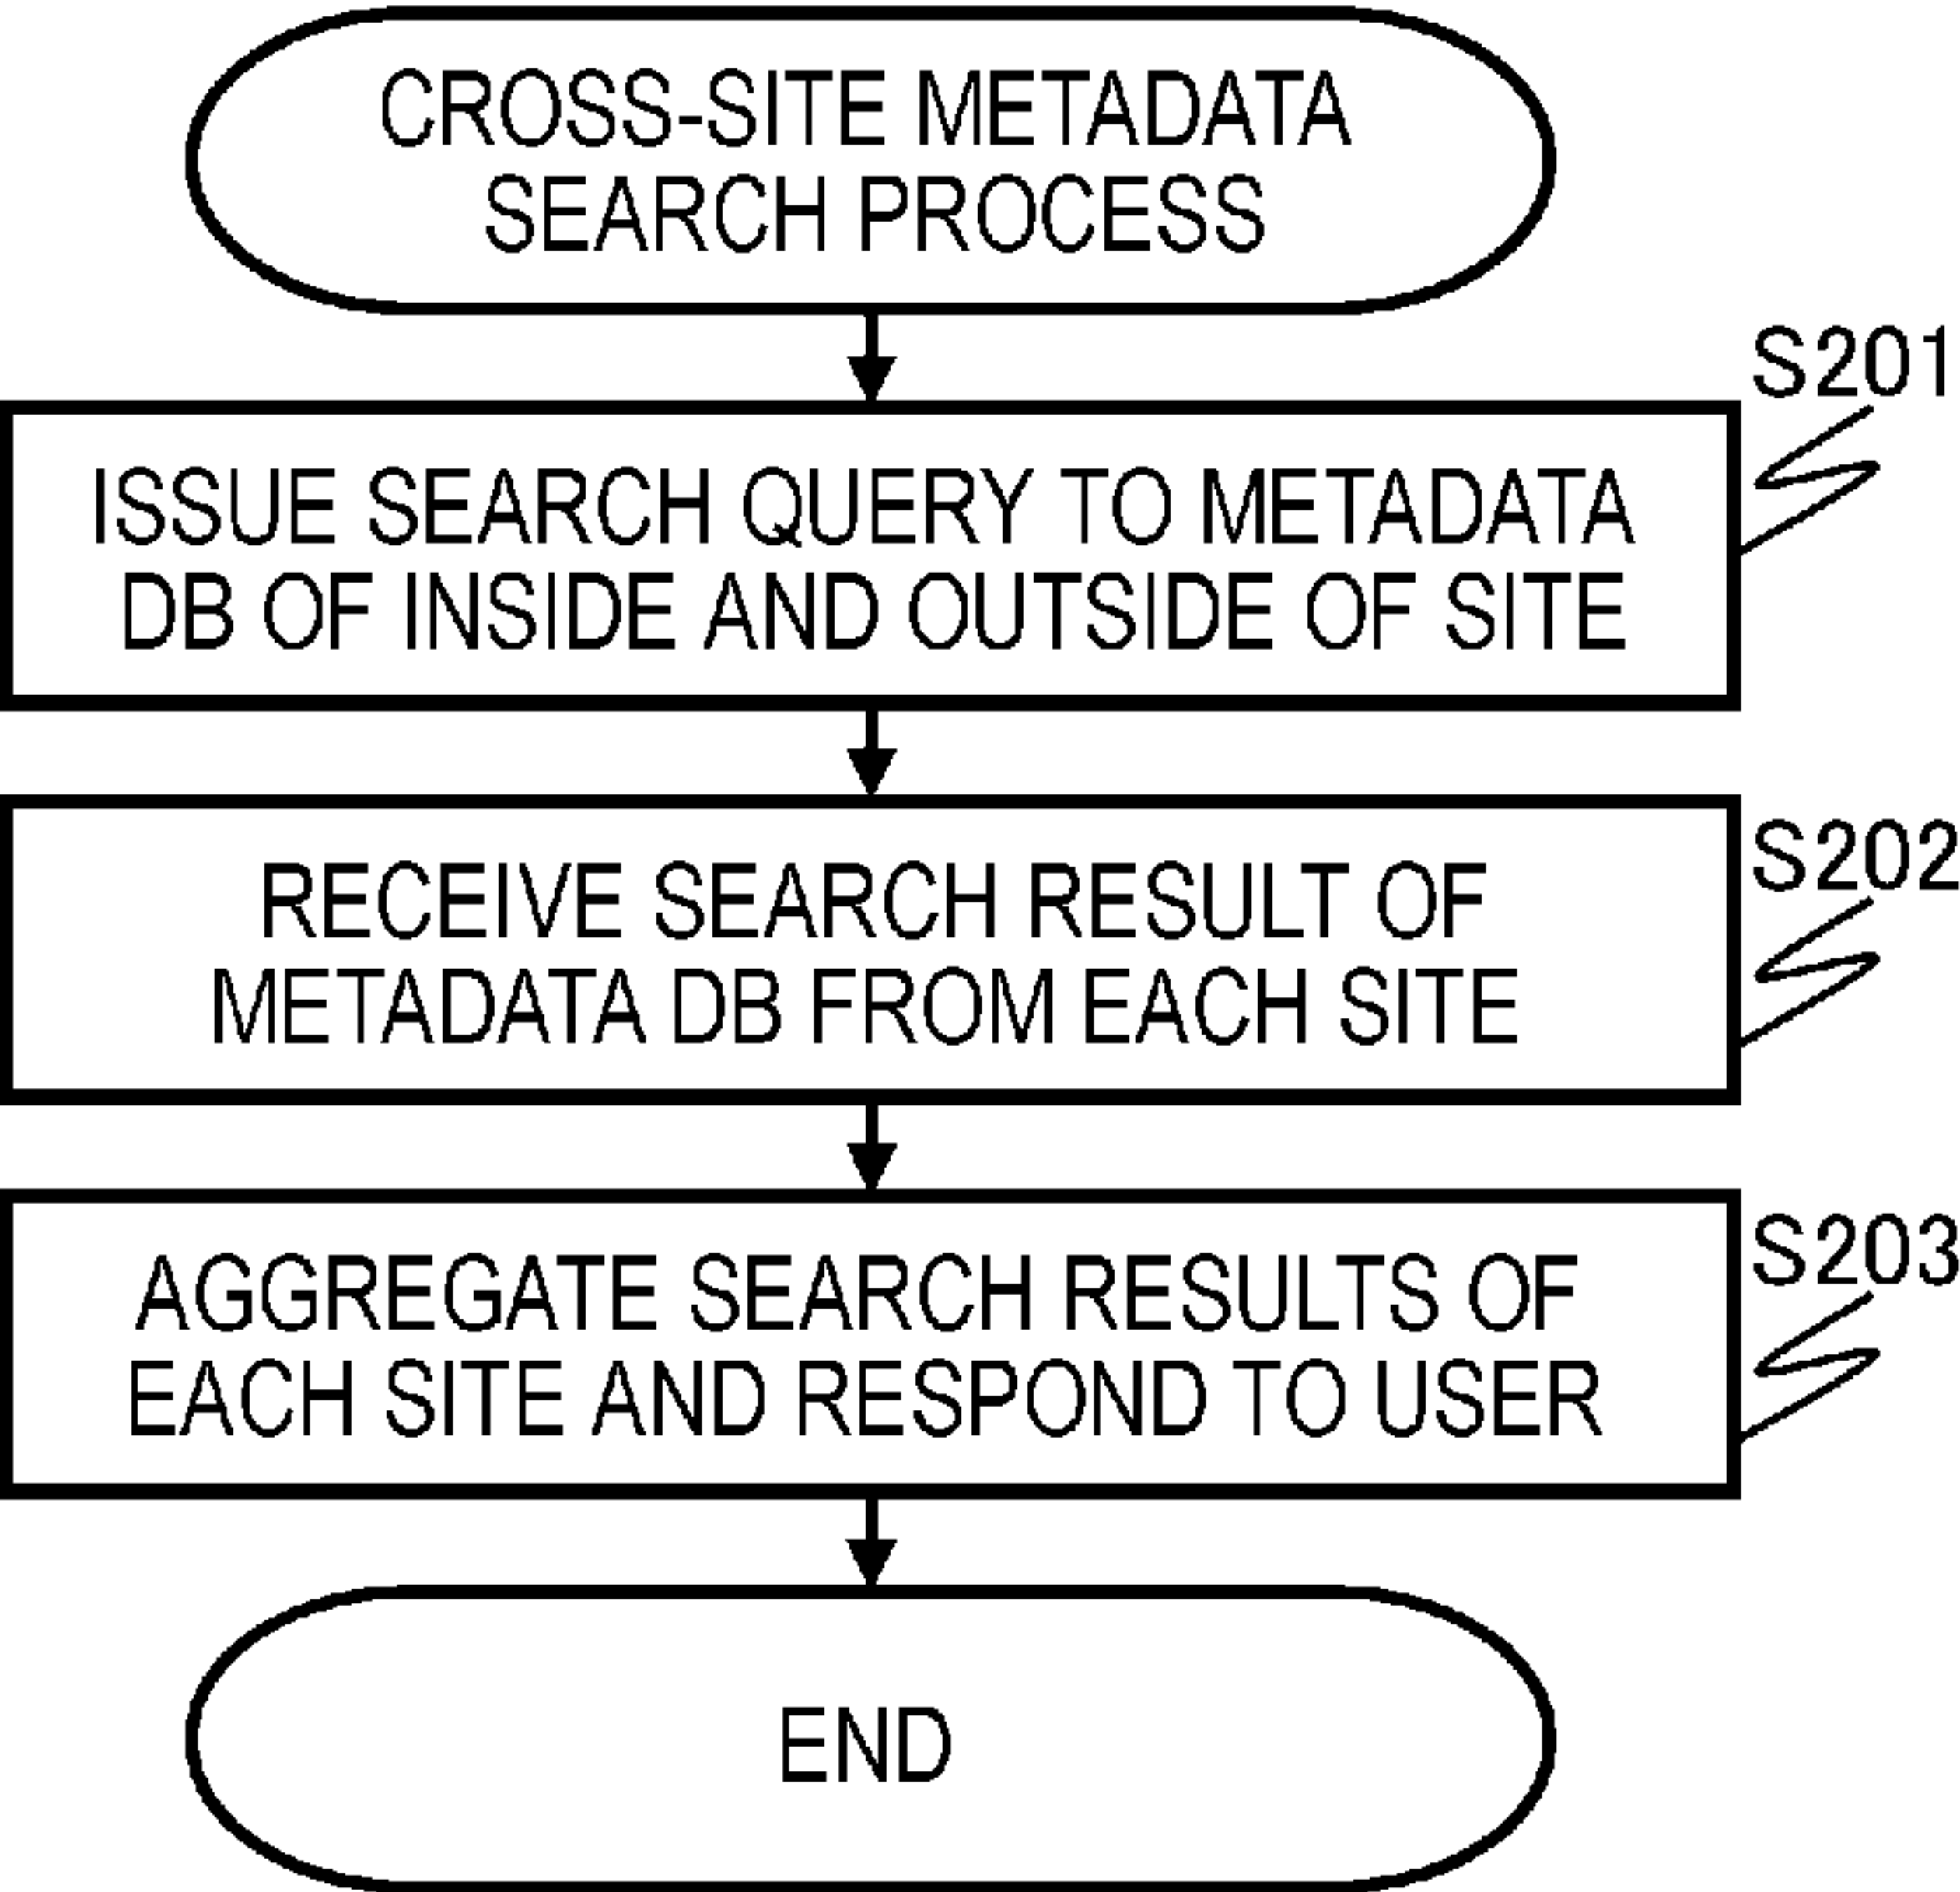 CROSS-SITE METADATA
SEARCH PROCESS
S201
ISSUE SEARCH QUERY TO METADATA
DB OF INSIDE AND OUTSIDE OF SITE
S202
RECEIVE SEARCH RESULT OF
METADATA DB FROM EACH SITE
S203
AGGREGATE SEARCH RESULTS OF
EACH SITE AND RESPOND TO USER
END